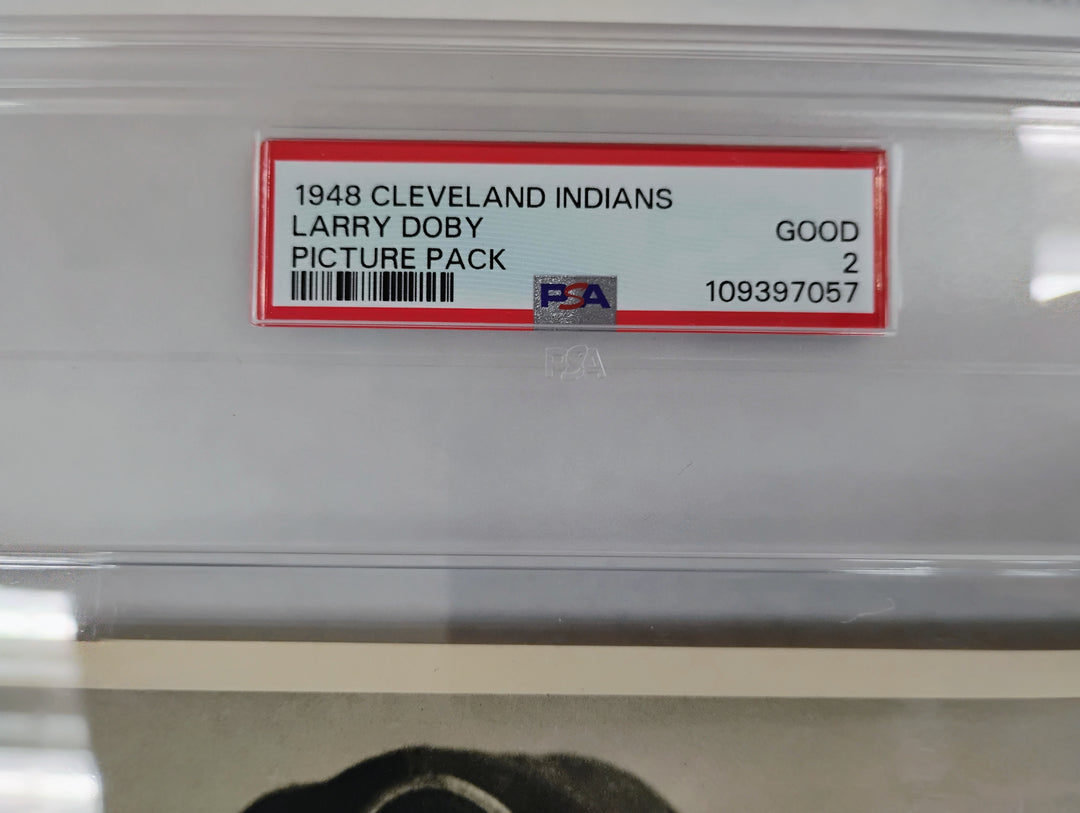 1948 CLEVELAND INDIANS
LARRY DOBY GOOD
PICTURE PACK 2
PSA 109397057
PSA